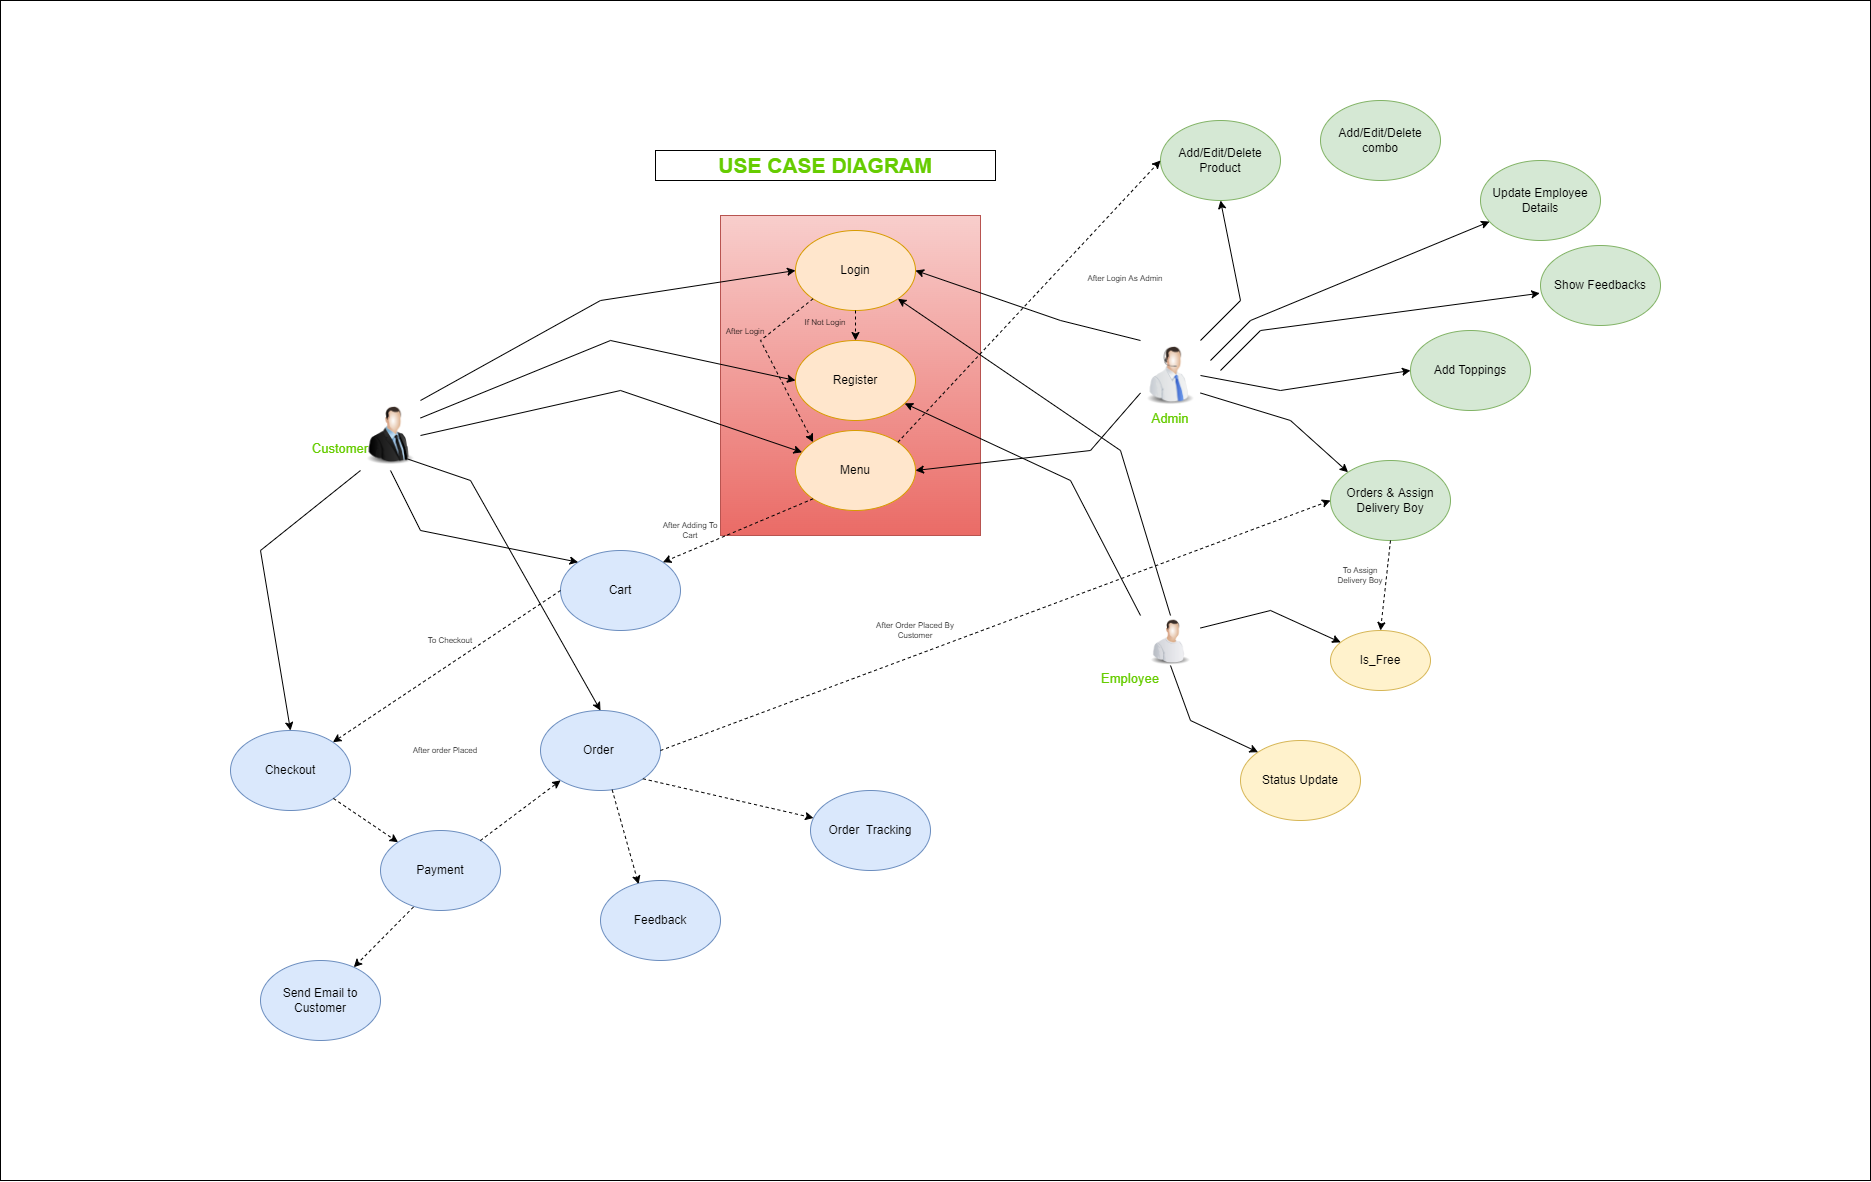 USE CASE DIAGRAM
Add/Edit/Delete
combo
Add/Edit/Delete
Product
Update Employee
Details
Login
After Login As Admin
Show Feedbacks
If Not Login
After Login
Register
Add Toppings
Admin
Customer
Menu
Orders & Assign
Delivery Boy
After Adding To
Cart
To Assign
Delivery Boy
Cart
After Order Placed By
Customer
To Checkout
Is_Free
Employee
After order Placed
Order
Checkout
Status Update
Order  Tracking
Payment
Feedback
Send Email to
Customer